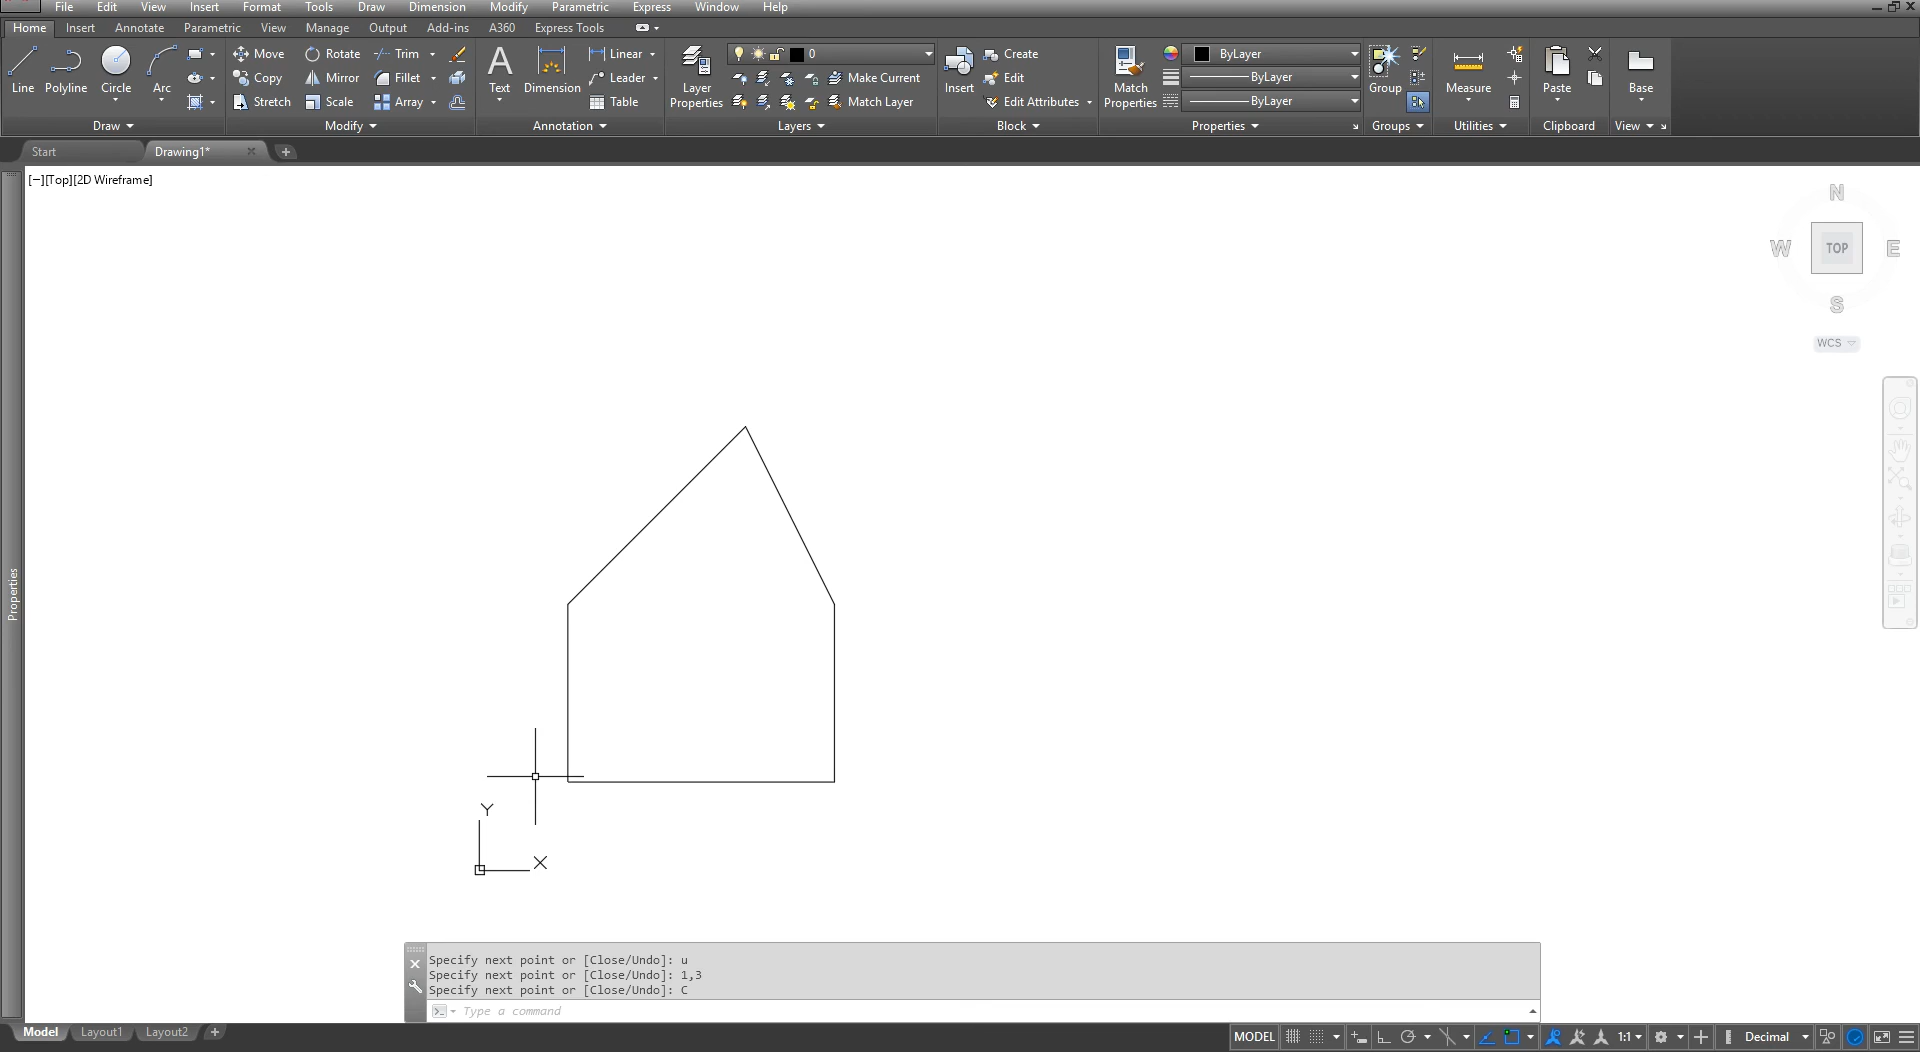 File Edit View Insert Format Tools Draw Dimension Modify Parametric Express Window Help
Home Insert Annotate Parametric View Manage Output Add-ins A360 Express Tools
Line Polyline Circle Arc
Move Rotate Trim
Copy Mirror Fillet
Stretch Scale Array
Text Dimension
Linear
Leader
Table
Layer Properties
0
Make Current
Match Layer
Insert
Create
Edit
Edit Attributes
Match Properties
ByLayer
ByLayer
ByLayer
Group
Measure
Paste
Base
Draw Modify Annotation Layers Block Properties Groups Utilities Clipboard View
Start Drawing1*
[−][Top][2D Wireframe]
N
W TOP E
S
WCS
Properties
Y
X
Specify next point or [Close/Undo]: u
Specify next point or [Close/Undo]: 1,3
Specify next point or [Close/Undo]: C
Type a command
Model Layout1 Layout2
MODEL 1:1 Decimal